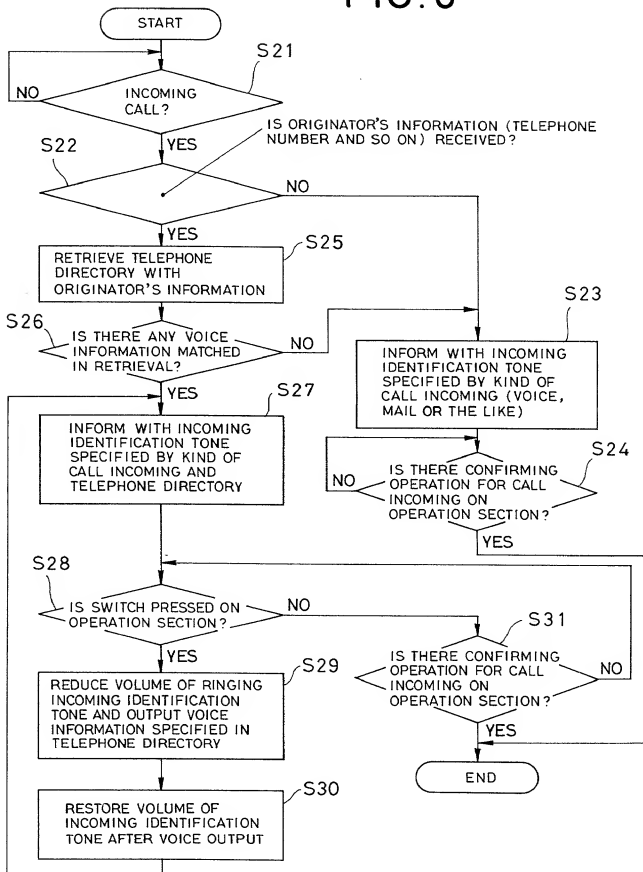 FIG. 6
START
S21
NO
INCOMING
CALL?
YES
IS ORIGINATOR'S INFORMATION (TELEPHONE
NUMBER AND SO ON) RECEIVED?
S22
NO
YES
S25
RETRIEVE TELEPHONE
DIRECTORY WITH
ORIGINATOR'S INFORMATION
S26
IS THERE ANY VOICE
INFORMATION MATCHED
IN RETRIEVAL?
NO
YES
S23
INFORM WITH INCOMING
IDENTIFICATION TONE
SPECIFIED BY KIND OF
CALL INCOMING (VOICE,
MAIL OR THE LIKE)
S27
INFORM WITH INCOMING
IDENTIFICATION TONE
SPECIFIED BY KIND OF
CALL INCOMING AND
TELEPHONE DIRECTORY
S24
NO
IS THERE CONFIRMING
OPERATION FOR CALL
INCOMING ON
OPERATION SECTION?
YES
S28
IS SWITCH PRESSED ON
OPERATION SECTION?
NO
YES
S31
IS THERE CONFIRMING
OPERATION FOR CALL
INCOMING ON
OPERATION SECTION?
NO
YES
S29
REDUCE VOLUME OF RINGING
INCOMING IDENTIFICATION
TONE AND OUTPUT VOICE
INFORMATION SPECIFIED IN
TELEPHONE DIRECTORY
END
S30
RESTORE VOLUME OF
INCOMING IDENTIFICATION
TONE AFTER VOICE OUTPUT